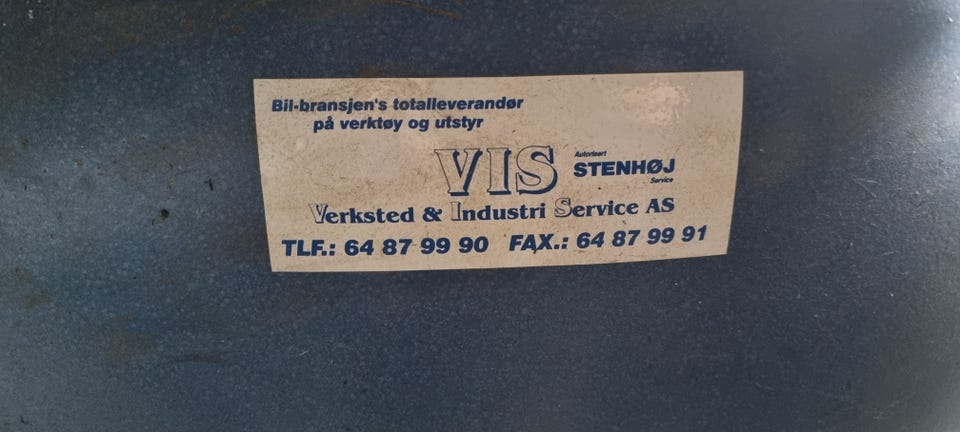 Bil-bransjen's totalleverandør
på verktøy og utstyr
VIS
Autorisert
STENHØJ
Service
Verksted & Industri Service AS
TLF.: 64 87 99 90 FAX.: 64 87 99 91